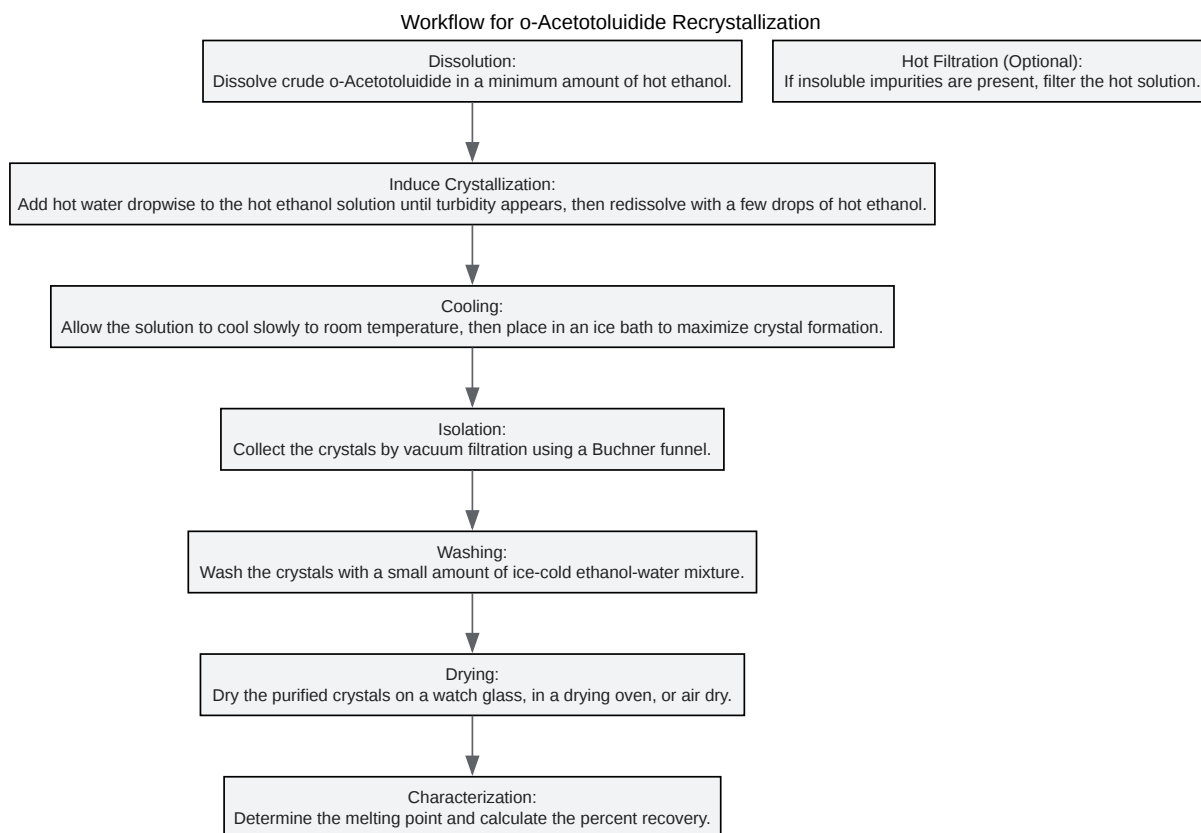 Workflow for o-Acetotoluidide Recrystallization
Dissolution:
Dissolve crude o-Acetotoluidide in a minimum amount of hot ethanol.
Hot Filtration (Optional):
If insoluble impurities are present, filter the hot solution.
Induce Crystallization:
Add hot water dropwise to the hot ethanol solution until turbidity appears, then redissolve with a few drops of hot ethanol.
Cooling:
Allow the solution to cool slowly to room temperature, then place in an ice bath to maximize crystal formation.
Isolation:
Collect the crystals by vacuum filtration using a Buchner funnel.
Washing:
Wash the crystals with a small amount of ice-cold ethanol-water mixture.
Drying:
Dry the purified crystals on a watch glass, in a drying oven, or air dry.
Characterization:
Determine the melting point and calculate the percent recovery.